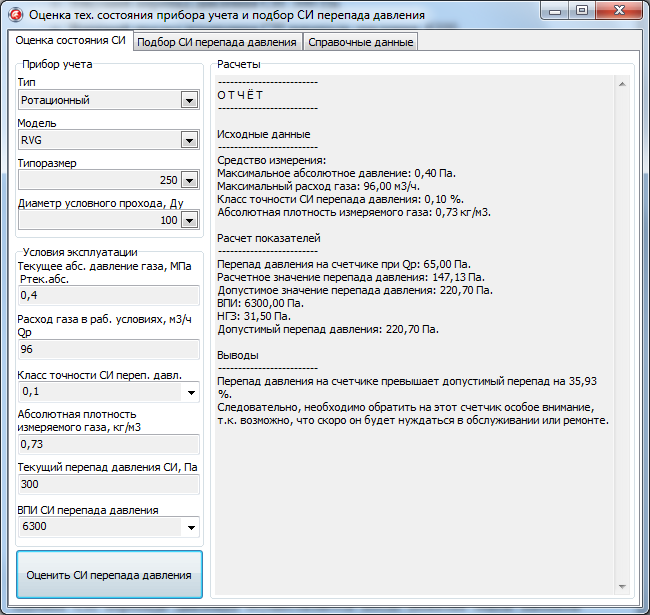 Оценка тех. состояния прибора учета и подбор СИ перепада давления
Оценка состояния СИ
Подбор СИ перепада давления
Справочные данные
Прибор учета
Тип
Ротационный
Модель
RVG
Типоразмер
250
Диаметр условного прохода, Ду
100
Условия эксплуатации
Текущее абс. давление газа, МПа
Pтек.абс.
0,4
Расход газа в раб. условиях, м3/ч
Qp
96
Класс точности СИ переп. давл.
0,1
Абсолютная плотность
измеряемого газа, кг/м3
0,73
Текущий перепад давления СИ, Па
300
ВПИ СИ перепада давления
6300
Оценить СИ перепада давления
Расчеты
-------------------------
О Т Ч Ё Т
-------------------------
Исходные данные
-------------------------
Средство измерения:
Максимальное абсолютное давление: 0,40 Па.
Максимальный расход газа: 96,00 м3/ч.
Класс точности СИ перепада давления: 0,10 %.
Абсолютная плотность измеряемого газа: 0,73 кг/м3.
Расчет показателей
-------------------------
Перепад давления на счетчике при Qp: 65,00 Па.
Расчетное значение перепада давления: 147,13 Па.
Допустимое значение перепада давления: 220,70 Па.
ВПИ: 6300,00 Па.
НГЗ: 31,50 Па.
Допустимый перепад давления: 220,70 Па.
Выводы
-------------------------
Перепад давления на счетчике превышает допустимый перепад на 35,93
%.
Следовательно, необходимо обратить на этот счетчик особое внимание,
т.к. возможно, что скоро он будет нуждаться в обслуживании или ремонте.